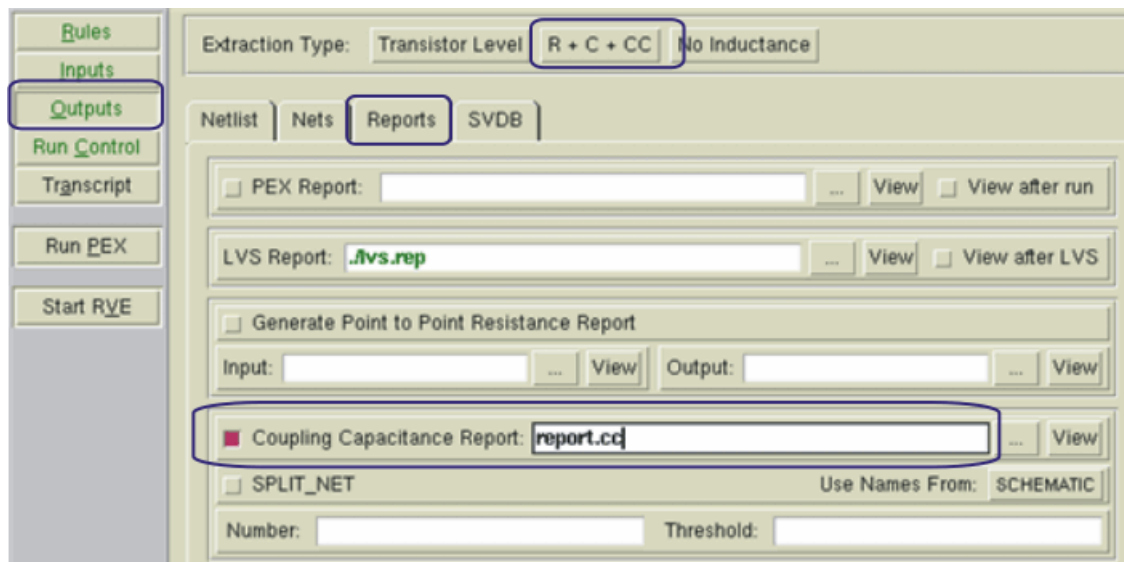 Rules
Inputs
Outputs
Run Control
Transcript
Run PEX
Start RVE
Extraction Type: Transistor Level R + C + CC No Inductance
Netlist Nets Reports SVDB
PEX Report: ... View View after run
LVS Report: ./lvs.rep ... View View after LVS
Generate Point to Point Resistance Report
Input: ... View Output: ... View
Coupling Capacitance Report: report.cc ... View
SPLIT_NET Use Names From: SCHEMATIC
Number: Threshold: